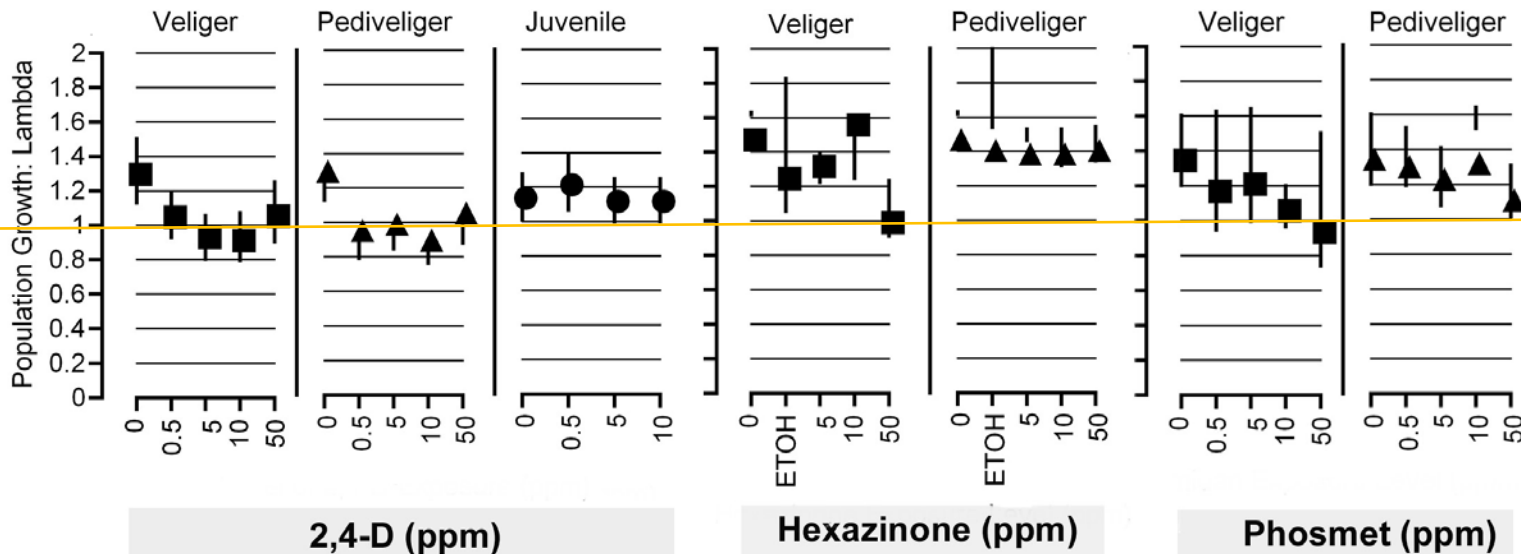 Veliger
Pediveliger
Juvenile
Veliger
Pediveliger
Veliger
Pediveliger
Population Growth: Lambda
2
1.8
1.6
1.4
1.2
1
0.8
0.6
0.4
0.2
0
0 0.5 5 10 50
0 0.5 5 10 50
0 0.5 5 10
0 ETOH 5 10 50
0 ETOH 5 10 50
0 0.5 5 10 50
0 0.5 5 10 50
2,4-D (ppm)
Hexazinone (ppm)
Phosmet (ppm)